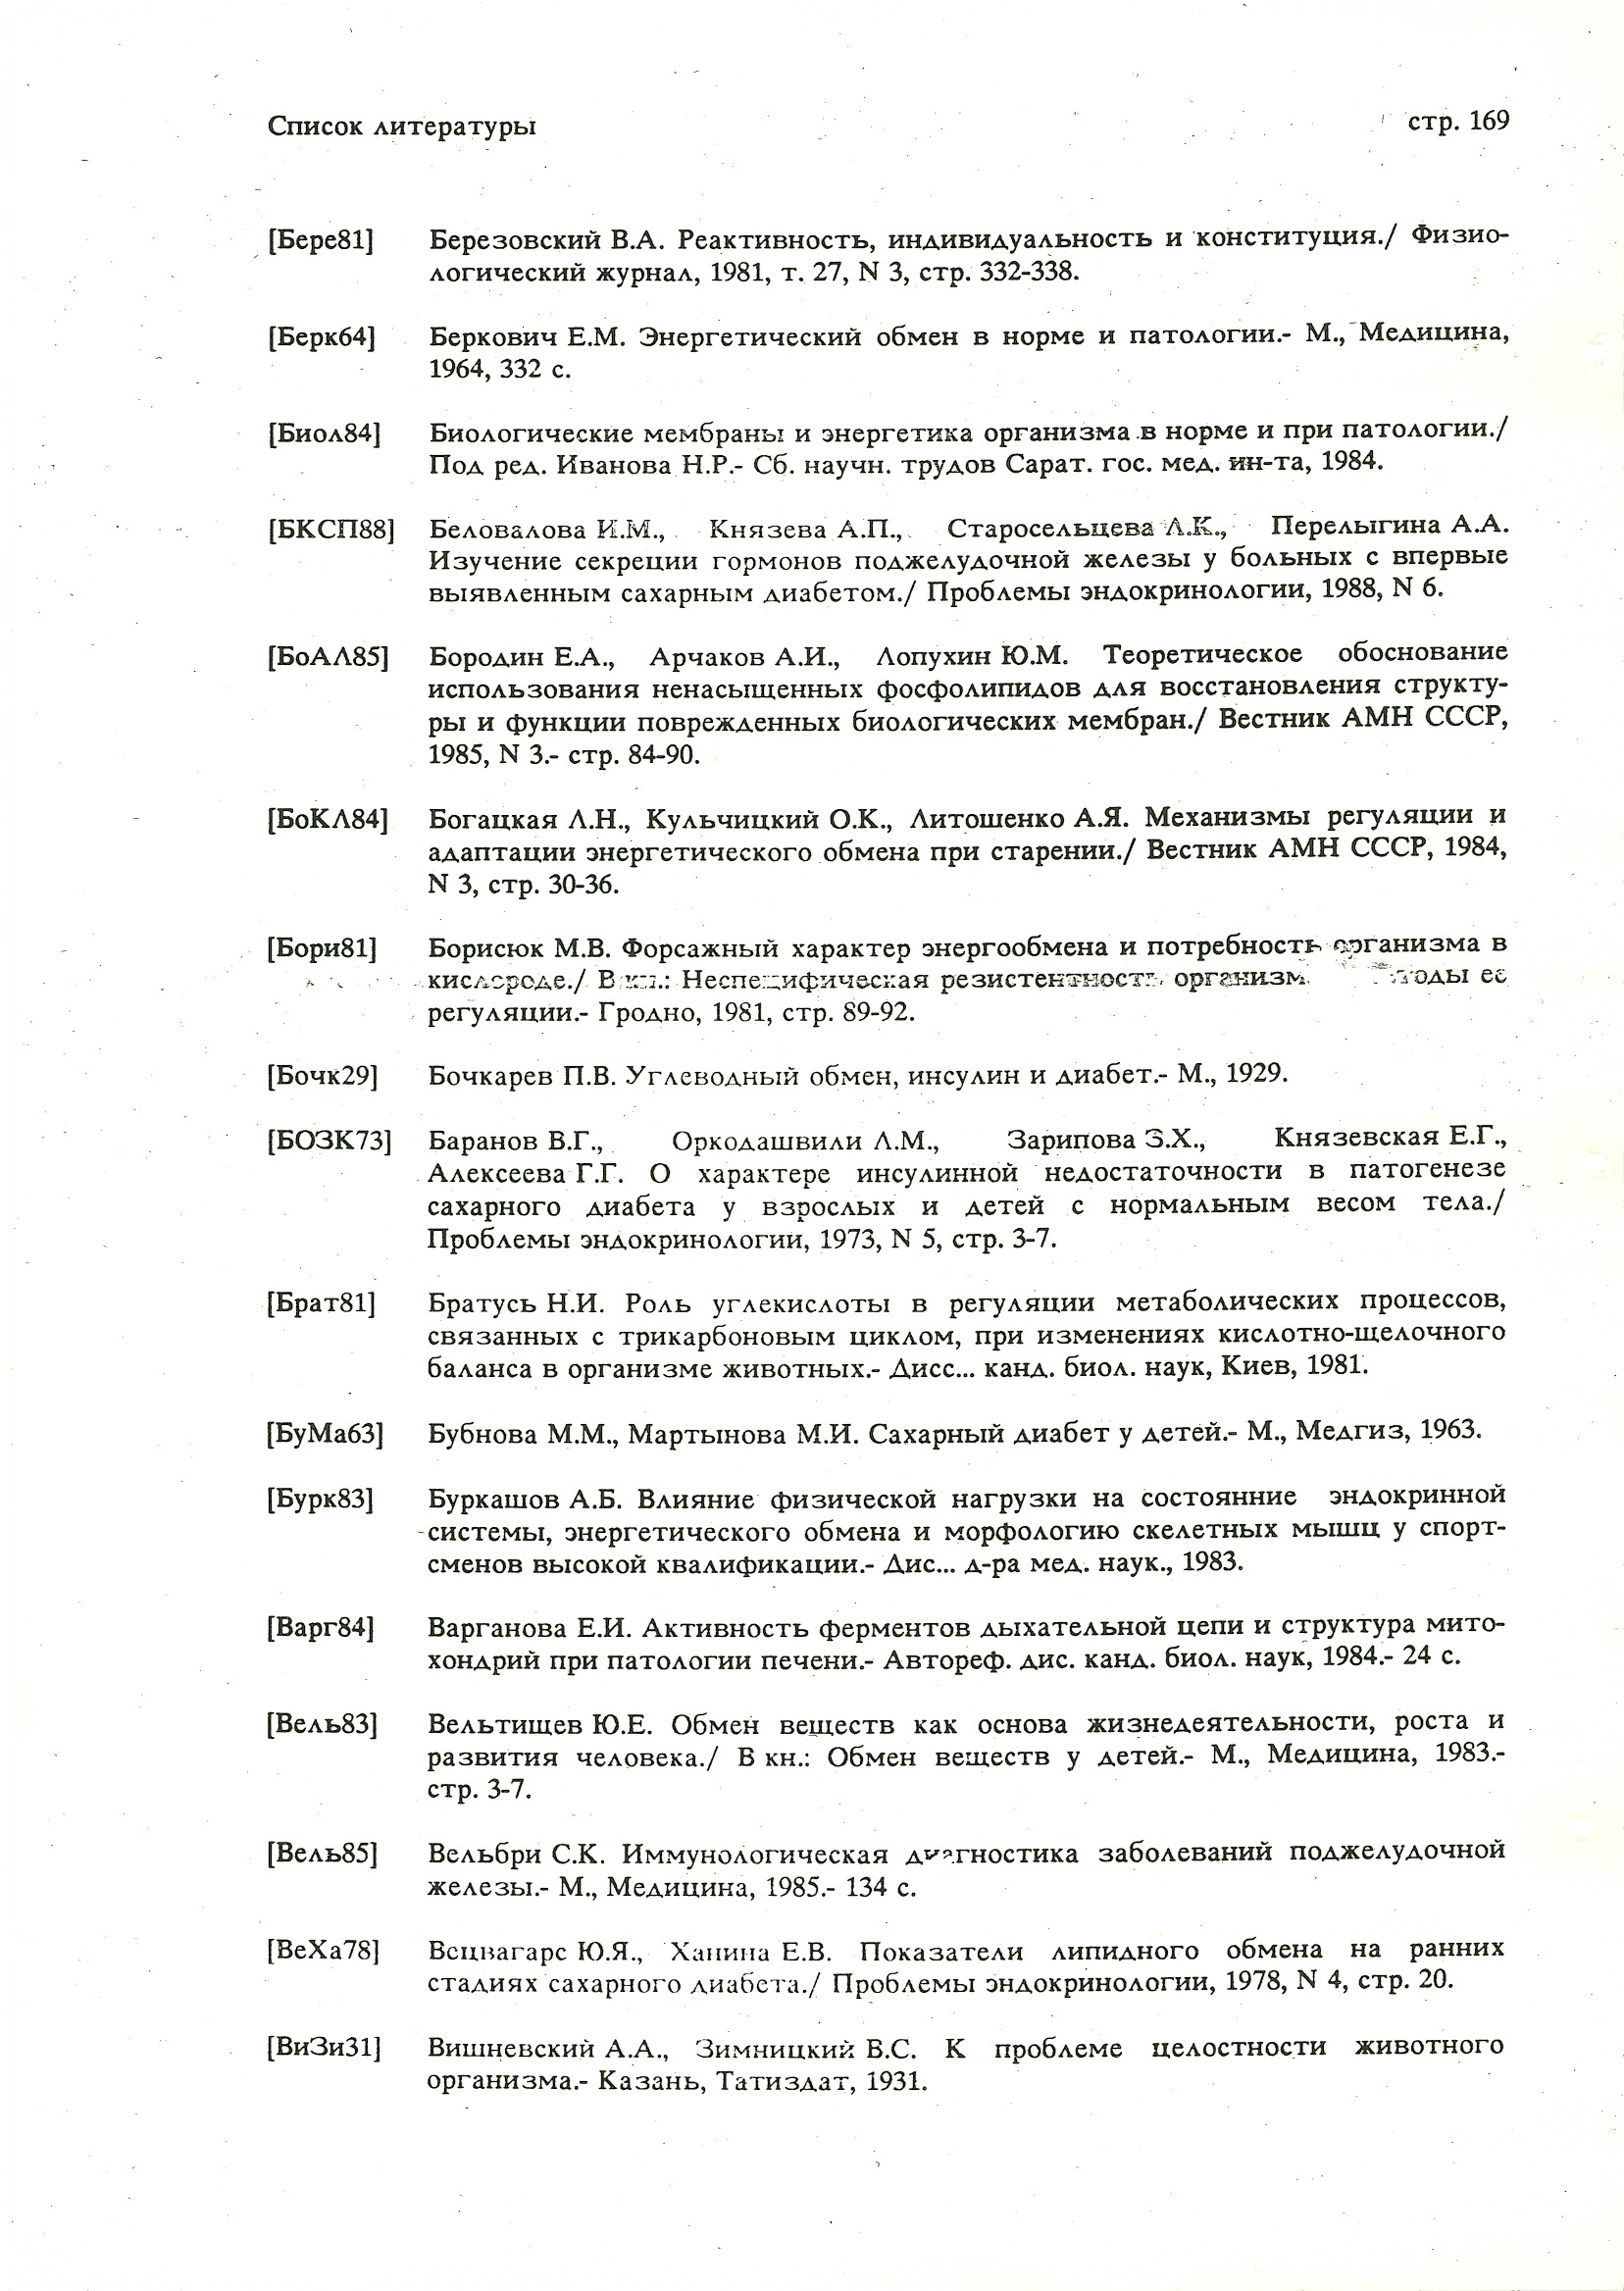 Список литературы стр. 169
[Бере81] Березовский В.А. Реактивность, индивидуальность и конституция./ Физио-
логический журнал, 1981, т. 27, N 3, стр. 332-338.
[Берк64] Беркович Е.М. Энергетический обмен в норме и патологии.- М., Медицина,
1964, 332 с.
[Биол84] Биологические мембраны и энергетика организма в норме и при патологии./
Под ред. Иванова Н.Р.- Сб. научн. трудов Сарат. гос. мед. ин-та, 1984.
[БКСП88] Беловалова И.М., Князева А.П., Старосельцева Л.К., Перелыгина А.А.
Изучение секреции гормонов поджелудочной железы у больных с впервые
выявленным сахарным диабетом./ Проблемы эндокринологии, 1988, N 6.
[БоАЛ85] Бородин Е.А., Арчаков А.И., Лопухин Ю.М. Теоретическое обоснование
использования ненасыщенных фосфолипидов для восстановления структу-
ры и функции поврежденных биологических мембран./ Вестник АМН СССР,
1985, N 3.- стр. 84-90.
[БоКЛ84] Богацкая Л.Н., Кульчицкий О.К., Литошенко А.Я. Механизмы регуляции и
адаптации энергетического обмена при старении./ Вестник АМН СССР, 1984,
N 3, стр. 30-36.
[Бори81] Борисюк М.В. Форсажный характер энергообмена и потребность организма в
кислороде./ В кн.: Неспецифическая резистентность ее
регуляции.- Гродно, 1981, стр. 89-92.
[Бочк29] Бочкарев П.В. Углеводный обмен, инсулин и диабет.- М., 1929.
[БОЗК73] Баранов В.Г., Оркодашвили Л.М., Зарипова З.Х., Князевская Е.Г.,
Алексеева Г.Г. О характере инсулинной недостаточности в патогенезе
сахарного диабета у взрослых и детей с нормальным весом тела./
Проблемы эндокринологии, 1973, N 5, стр. 3-7.
[Брат81] Братусь Н.И. Роль углекислоты в регуляции метаболических процессов,
связанных с трикарбоновым циклом, при изменениях кислотно-щелочного
баланса в организме животных.- Дисс... канд. биол. наук, Киев, 1981.
[БуМа63] Бубнова М.М., Мартынова М.И. Сахарный диабет у детей.- М., Медгиз, 1963.
[Бурк83] Буркашов А.Б. Влияние физической нагрузки на состоянние эндокринной
системы, энергетического обмена и морфологию скелетных мышц у спорт-
сменов высокой квалификации.- Дис... д-ра мед. наук., 1983.
[Варг84] Варганова Е.И. Активность ферментов дыхательной цепи и структура мито-
хондрий при патологии печени.- Автореф. дис. канд. биол. наук, 1984.- 24 с.
[Вель83] Вельтищев Ю.Е. Обмен веществ как основа жизнедеятельности, роста и
развития человека./ В кн.: Обмен веществ у детей.- М., Медицина, 1983.-
стр. 3-7.
[Вель85] Вельбри С.К. Иммунологическая диагностика заболеваний поджелудочной
железы.- М., Медицина, 1985.- 134 с.
[ВеХа78] Ю.Я., Ханина Е.В. Показатели липидного обмена на ранних
стадиях сахарного диабета./ Проблемы эндокринологии, 1978, N 4, стр. 20.
[ВиЗи31] Вишневский А.А., Зимницкий В.С. К проблеме целостности животного
организма.- Казань, Татиздат, 1931.